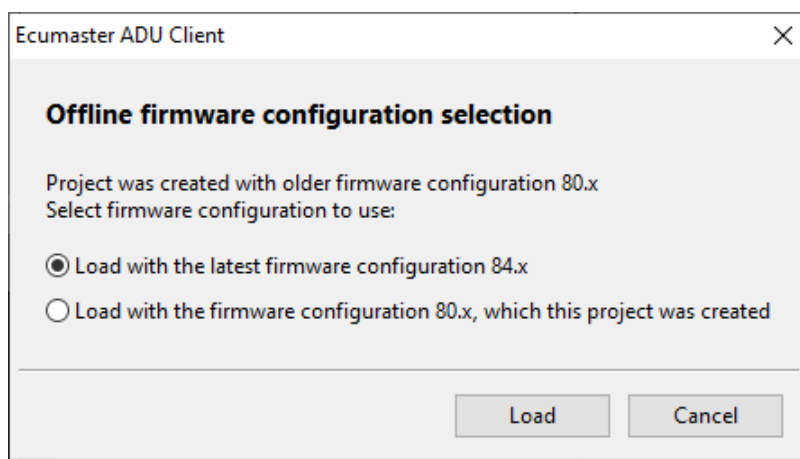 Ecumaster ADU Client
Offline firmware configuration selection
Project was created with older firmware configuration 80.x
Select firmware configuration to use:
Load with the latest firmware configuration 84.x
Load with the firmware configuration 80.x, which this project was created
Load
Cancel